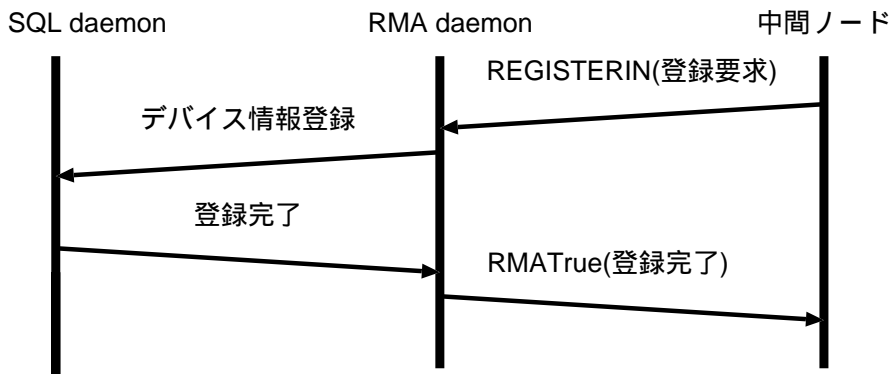 SQL daemon
RMA daemon
中間ノード
REGISTERIN(登録要求)
デバイス情報登録
登録完了
RMATrue(登録完了)